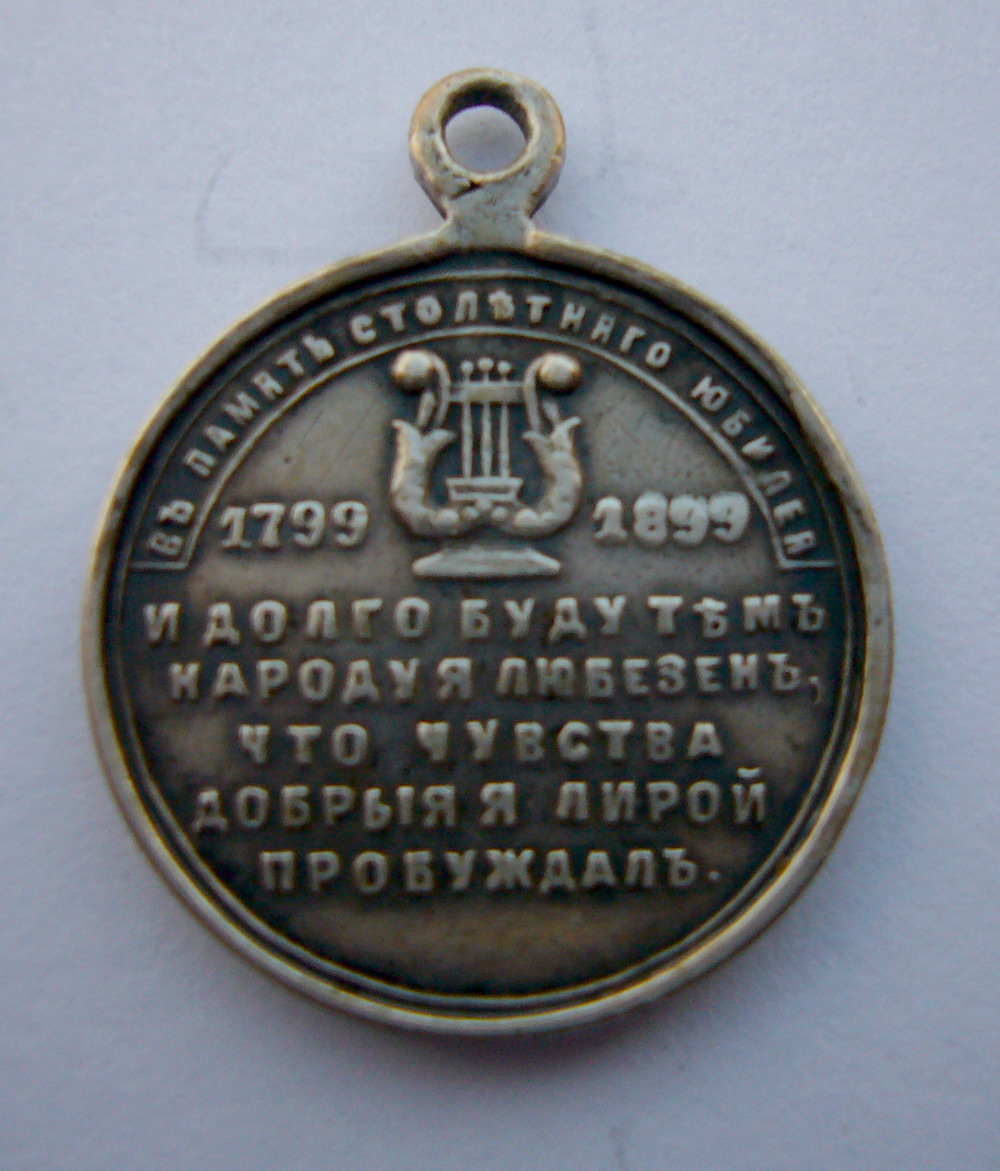 ВЪ ПАМЯТЬ СТОЛѢТНЯГО ЮБИЛЕЯ
1799 1899
И ДОЛГО БУДУ ТѢМЪ
НАРОДУ Я ЛЮБЕЗЕНЪ,
ЧТО ЧУВСТВА
ДОБРЫЯ Я ЛИРОЙ
ПРОБУЖДАЛЪ.